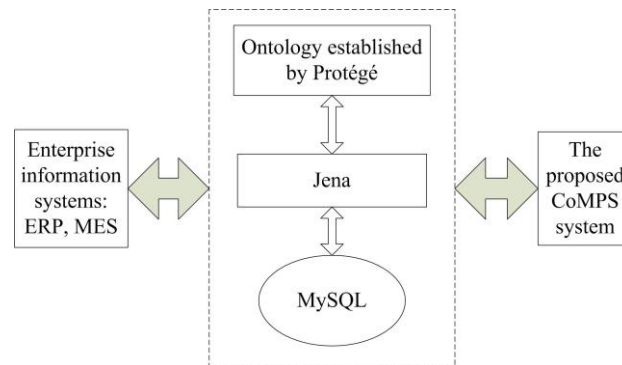 Ontology established
by Protégé
Enterprise
information
systems:
ERP, MES
Jena
The
proposed
CoMPS
system
MySQL